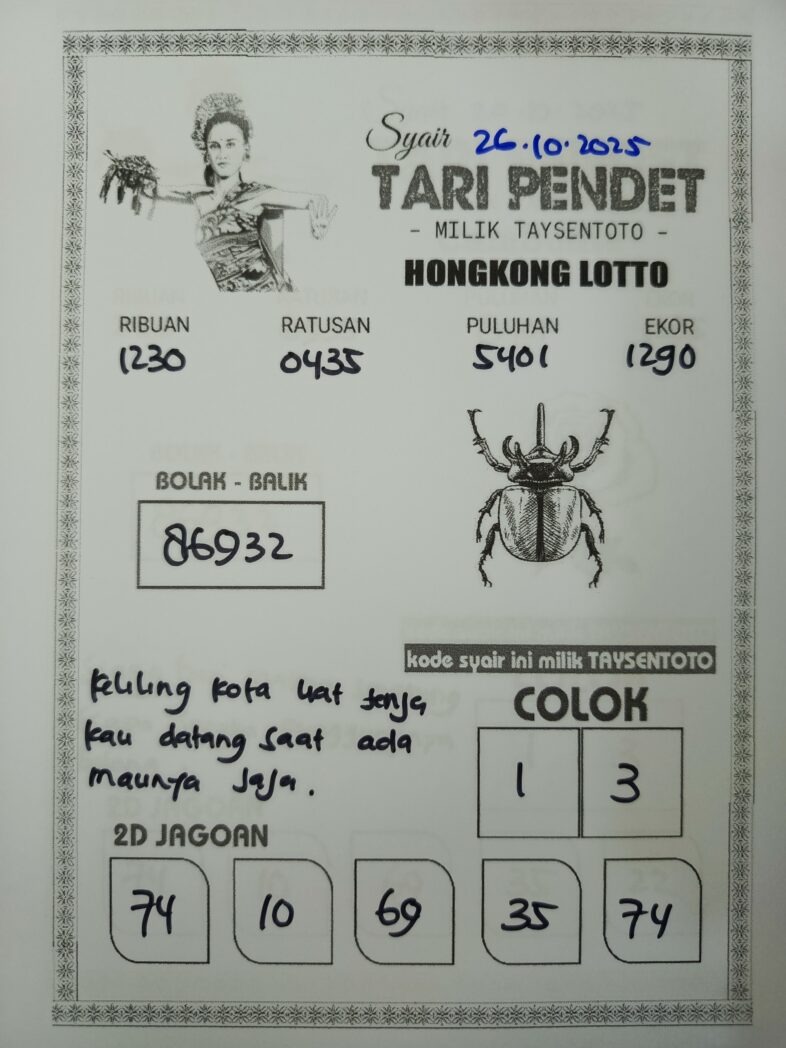 Syair 26.10.2025
TARI PENDET
- MILIK TAYSENTOTO -
HONGKONG LOTTO
RIBUAN RATUSAN PULUHAN EKOR
1230 0435 5401 1290
BOLAK - BALIK
86932
kode syair ini milik TAYSENTOTO
keliling kota liat senja
kau datang saat ada
maunya saja.
COLOK
1 3
2D JAGOAN
74 10 69 35 74